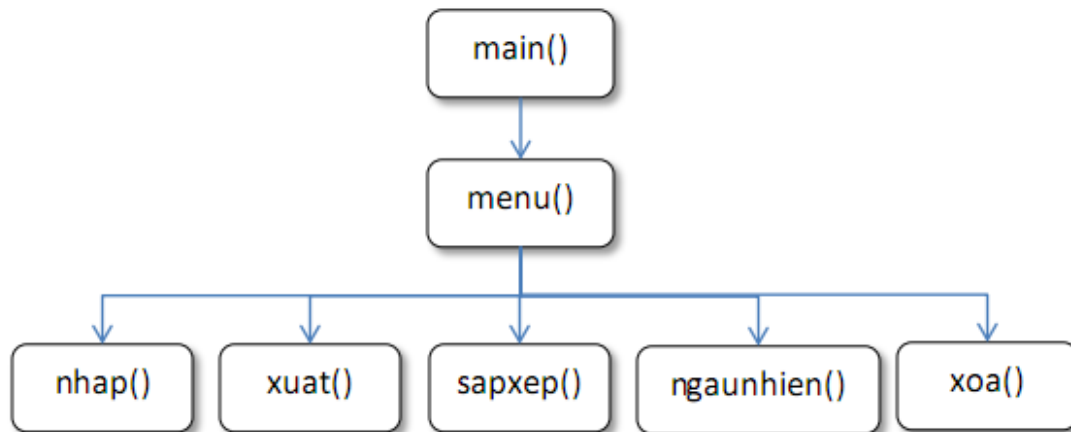 main()
menu()
nhap()
xuat()
sapxep()
ngaunhien()
xoa()